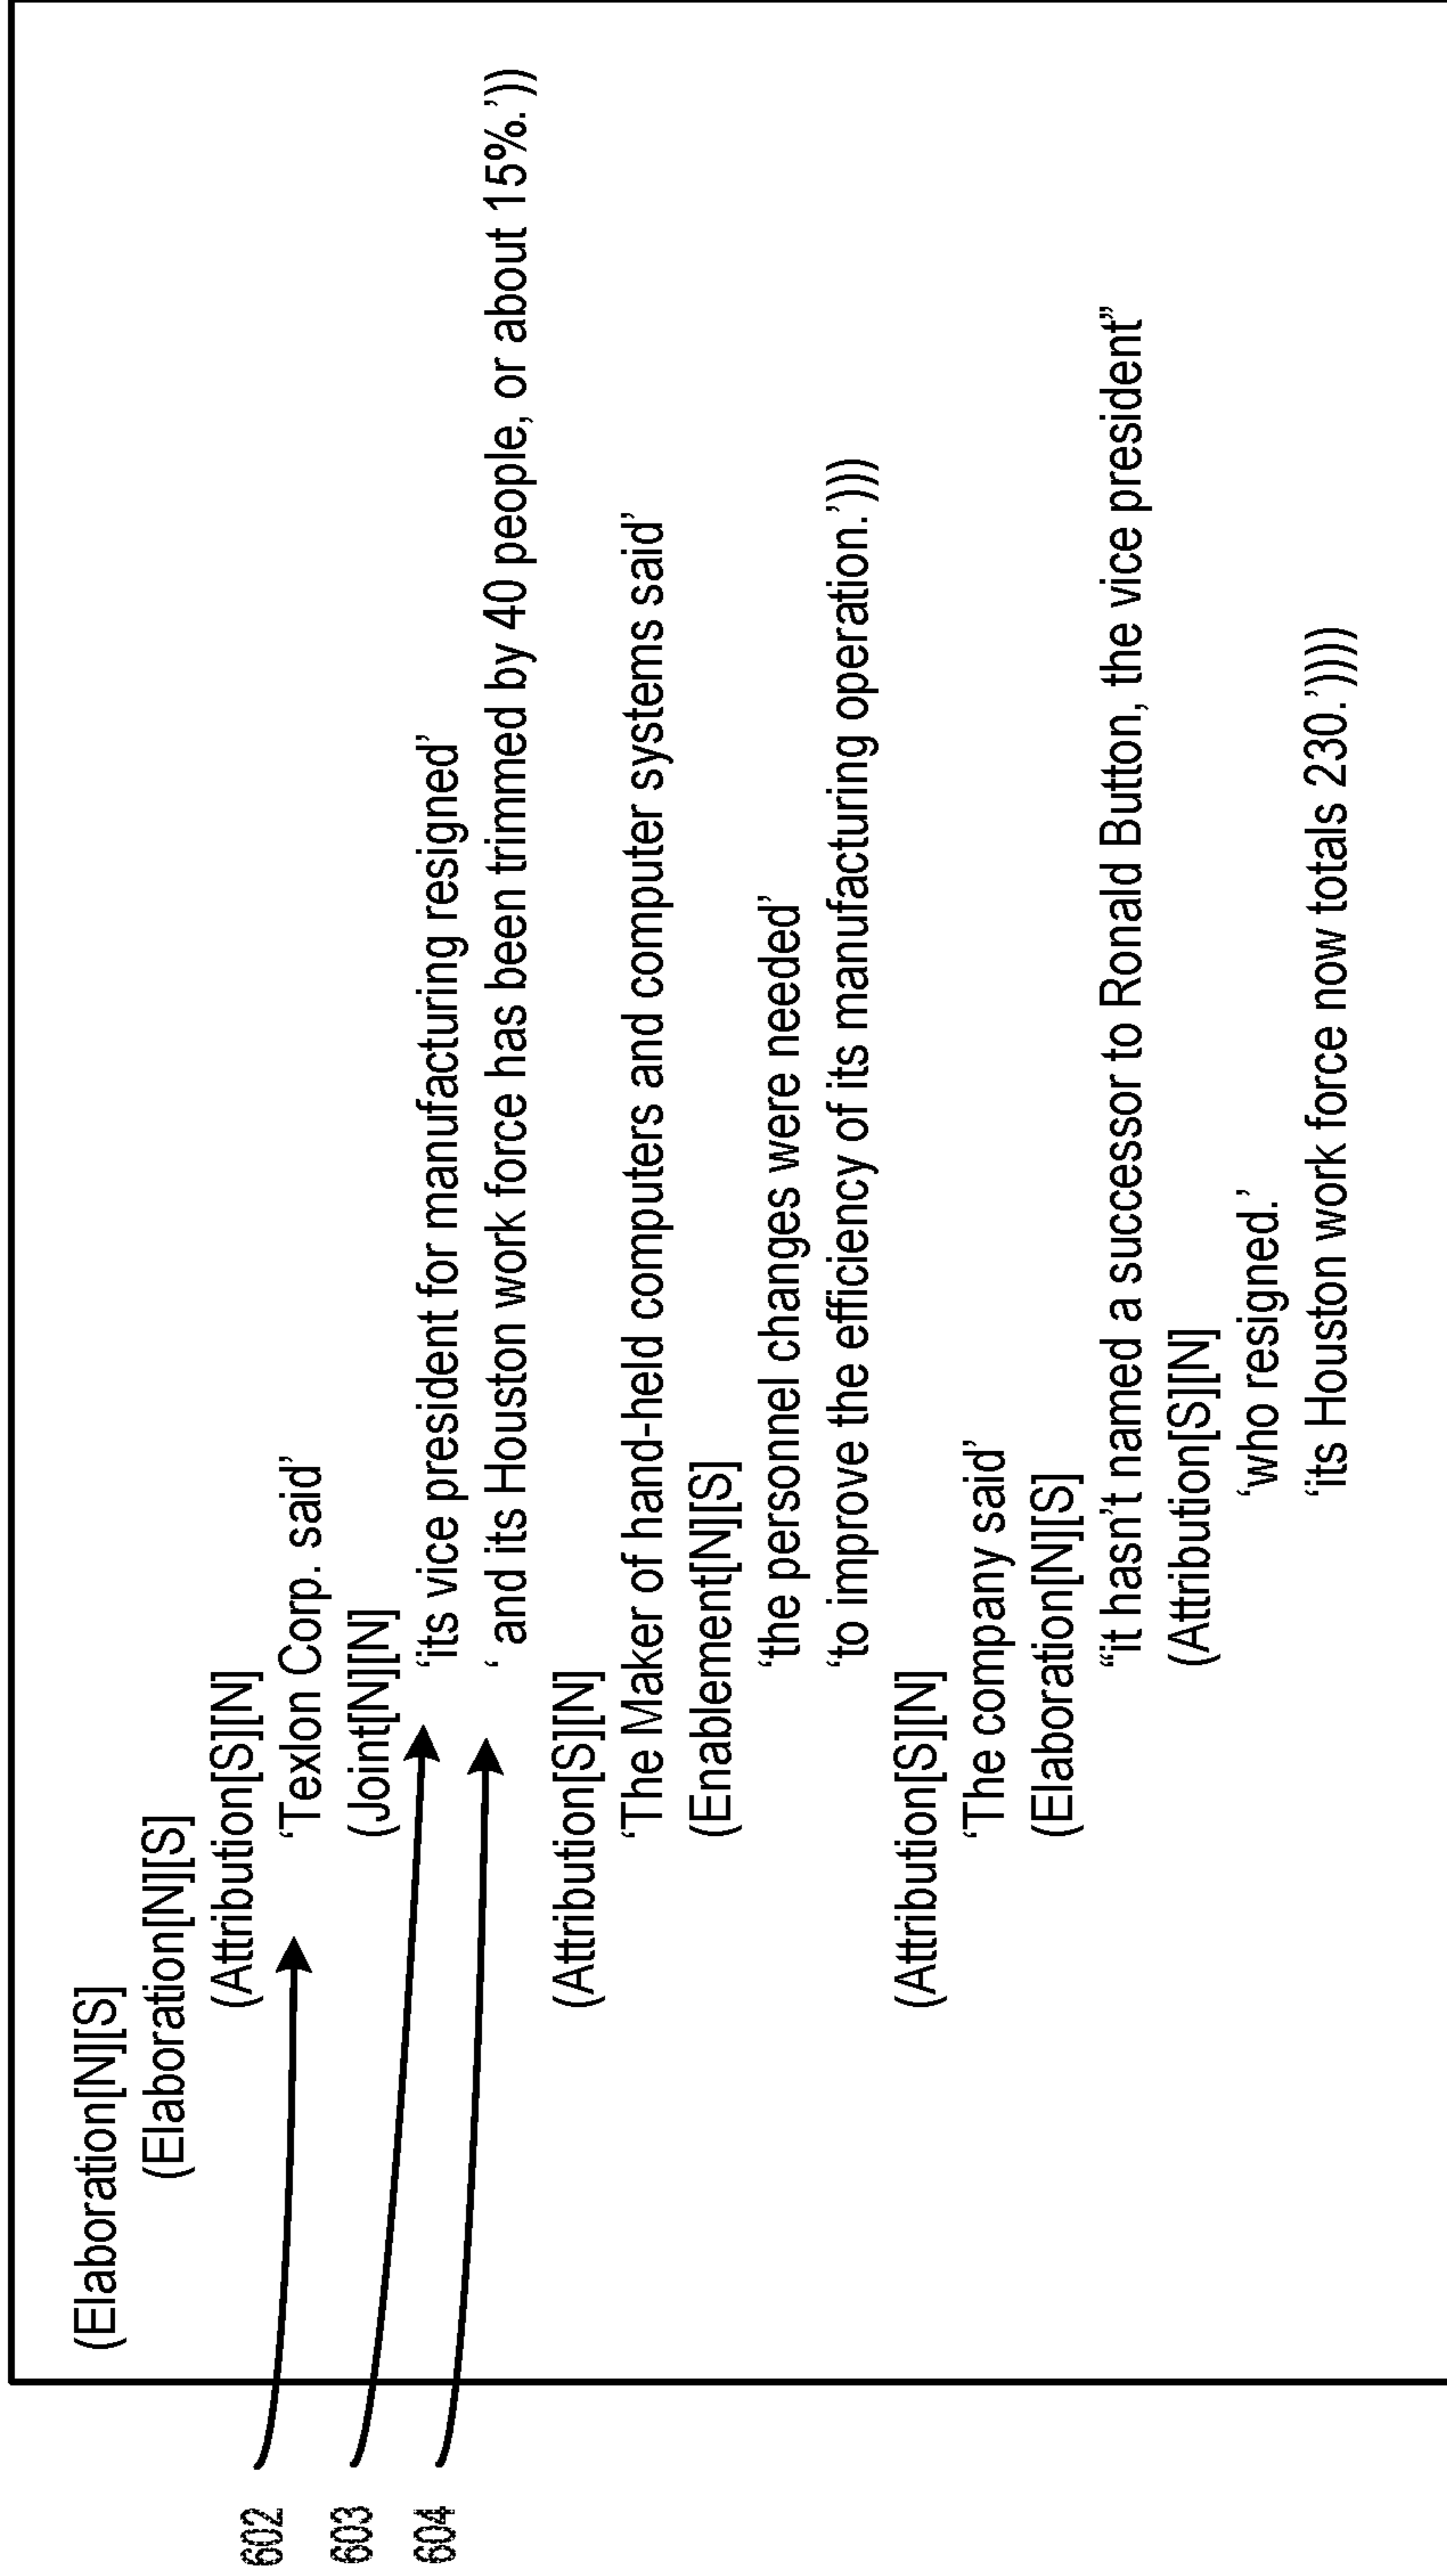 (Elaboration[N][S]
(Elaboration[N][S]
(Attribution[S][N]
602 ‘Texlon Corp. said’
(Joint[N][N]
603 ‘its vice president for manufacturing resigned’
604 ‘ and its Houston work force has been trimmed by 40 people, or about 15%.’))
(Attribution[S][N]
‘The Maker of hand-held computers and computer systems said’
(Enablement[N][S]
‘the personnel changes were needed’
‘to improve the efficiency of its manufacturing operation.’)))
(Attribution[S][N]
‘The company said’
(Elaboration[N][S]
“it hasn’t named a successor to Ronald Button, the vice president”
(Attribution[S][N]
‘who resigned.’
‘its Houston work force now totals 230.’))))